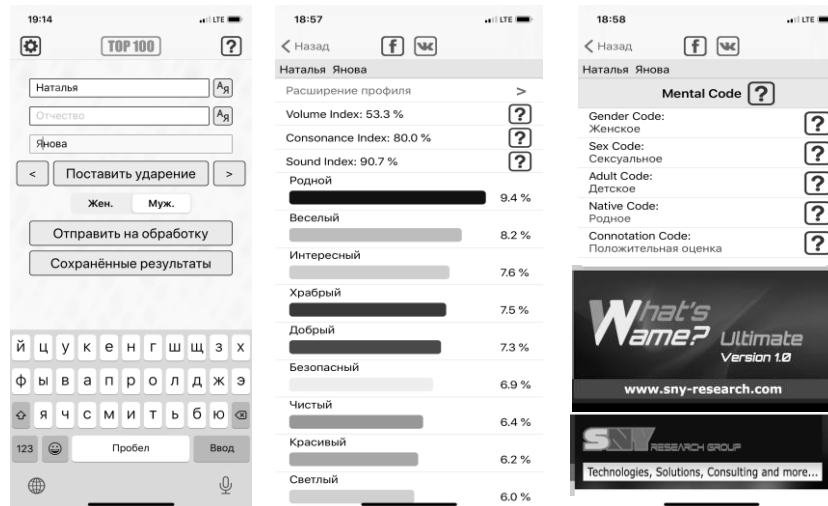 19:14
LTE
TOP 100
?
Наталья
Aя
Отчество
Aя
Янова
<
Поставить ударение
>
Жен.
Муж.
Отправить на обработку
Сохранённые результаты
й ц у к е н г ш щ з х
ф ы в а п р о л д ж э
я ч с м и т ь б ю
123
Пробел
Ввод
18:57
LTE
< Назад
f
Наталья Янова
Расширение профиля >
Volume Index: 53.3 % ?
Consonance Index: 80.0 % ?
Sound Index: 90.7 % ?
Родной
9.4 %
Веселый
8.2 %
Интересный
7.6 %
Храбрый
7.5 %
Добрый
7.3 %
Безопасный
6.9 %
Чистый
6.4 %
Красивый
6.2 %
Светлый
6.0 %
18:58
LTE
< Назад
f
Наталья Янова
Mental Code ?
Gender Code:
Женское
?
Sex Code:
Сексуальное
?
Adult Code:
Детское
?
Native Code:
Родное
?
Connotation Code:
Положительная оценка
?
What's
Wame?
Ultimate
Version 1.0
www.sny-research.com
SNY
RESEARCH GROUP
Technologies, Solutions, Consulting and more...